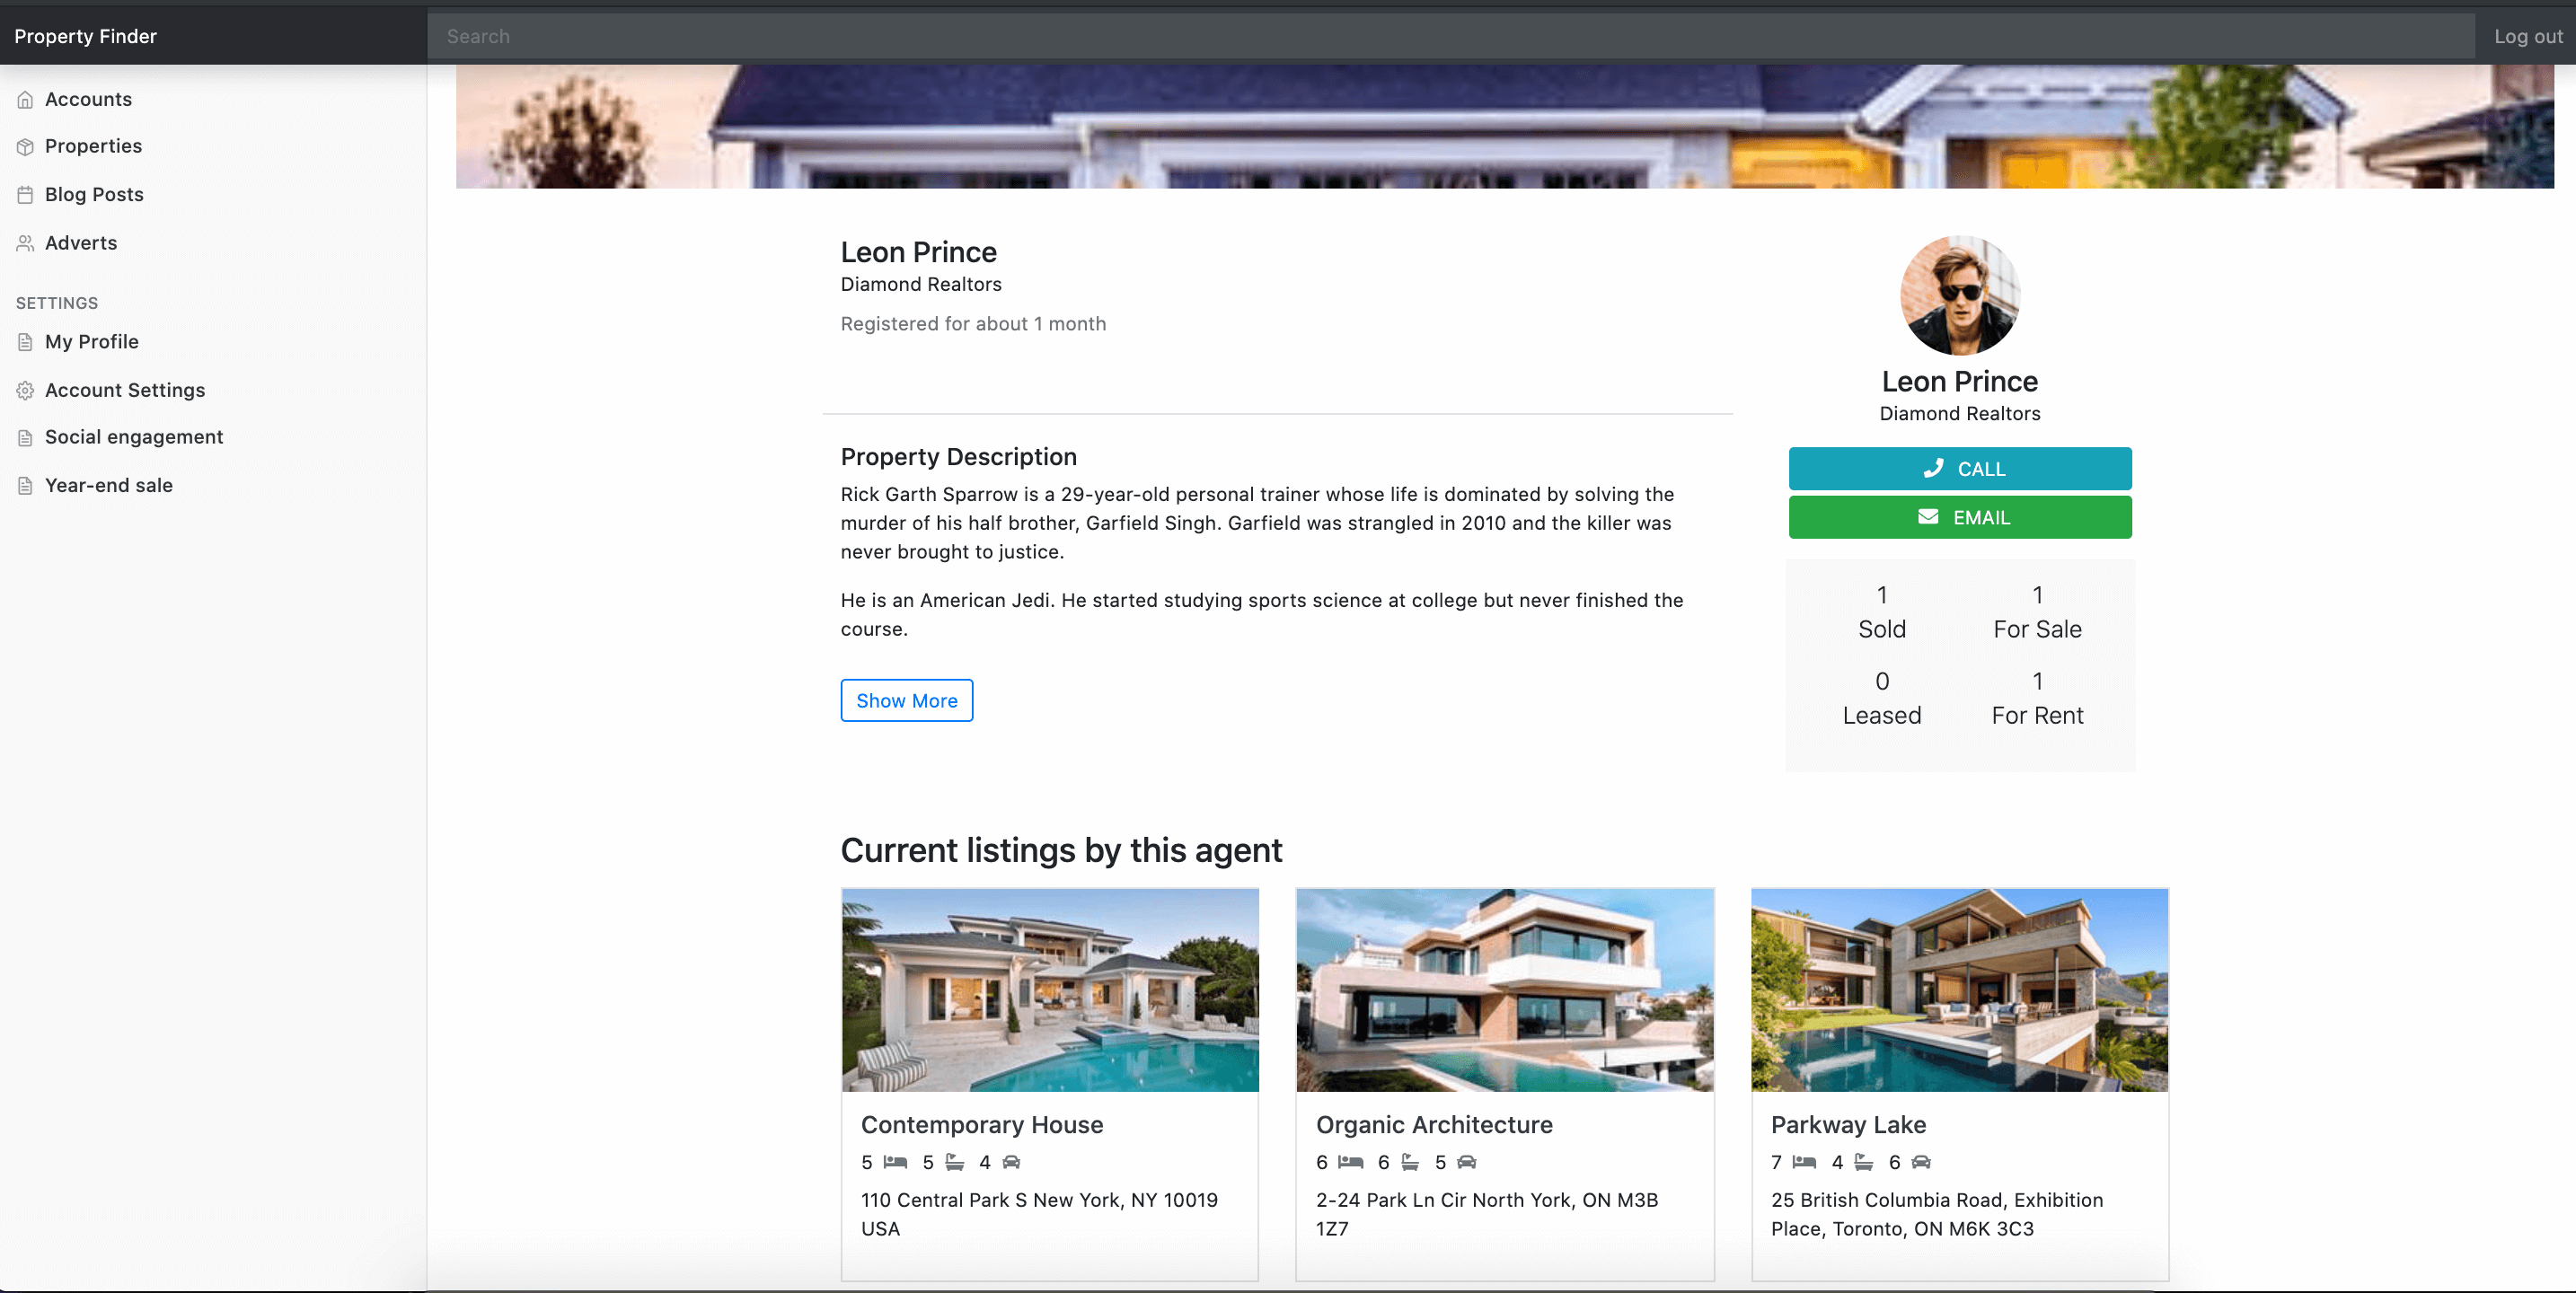 Property Finder
Search
Log out
Accounts
Properties
Blog Posts
Adverts
SETTINGS
My Profile
Account Settings
Social engagement
Year-end sale
Leon Prince
Diamond Realtors
Registered for about 1 month
Property Description
Rick Garth Sparrow is a 29-year-old personal trainer whose life is dominated by solving the
murder of his half brother, Garfield Singh. Garfield was strangled in 2010 and the killer was
never brought to justice.
He is an American Jedi. He started studying sports science at college but never finished the
course.
Show More
Leon Prince
Diamond Realtors
CALL
EMAIL
1 1
Sold For Sale
0 1
Leased For Rent
Current listings by this agent
Contemporary House
5 5 4
110 Central Park S New York, NY 10019
USA
Organic Architecture
6 6 5
2-24 Park Ln Cir North York, ON M3B
1Z7
Parkway Lake
7 4 6
25 British Columbia Road, Exhibition
Place, Toronto, ON M6K 3C3